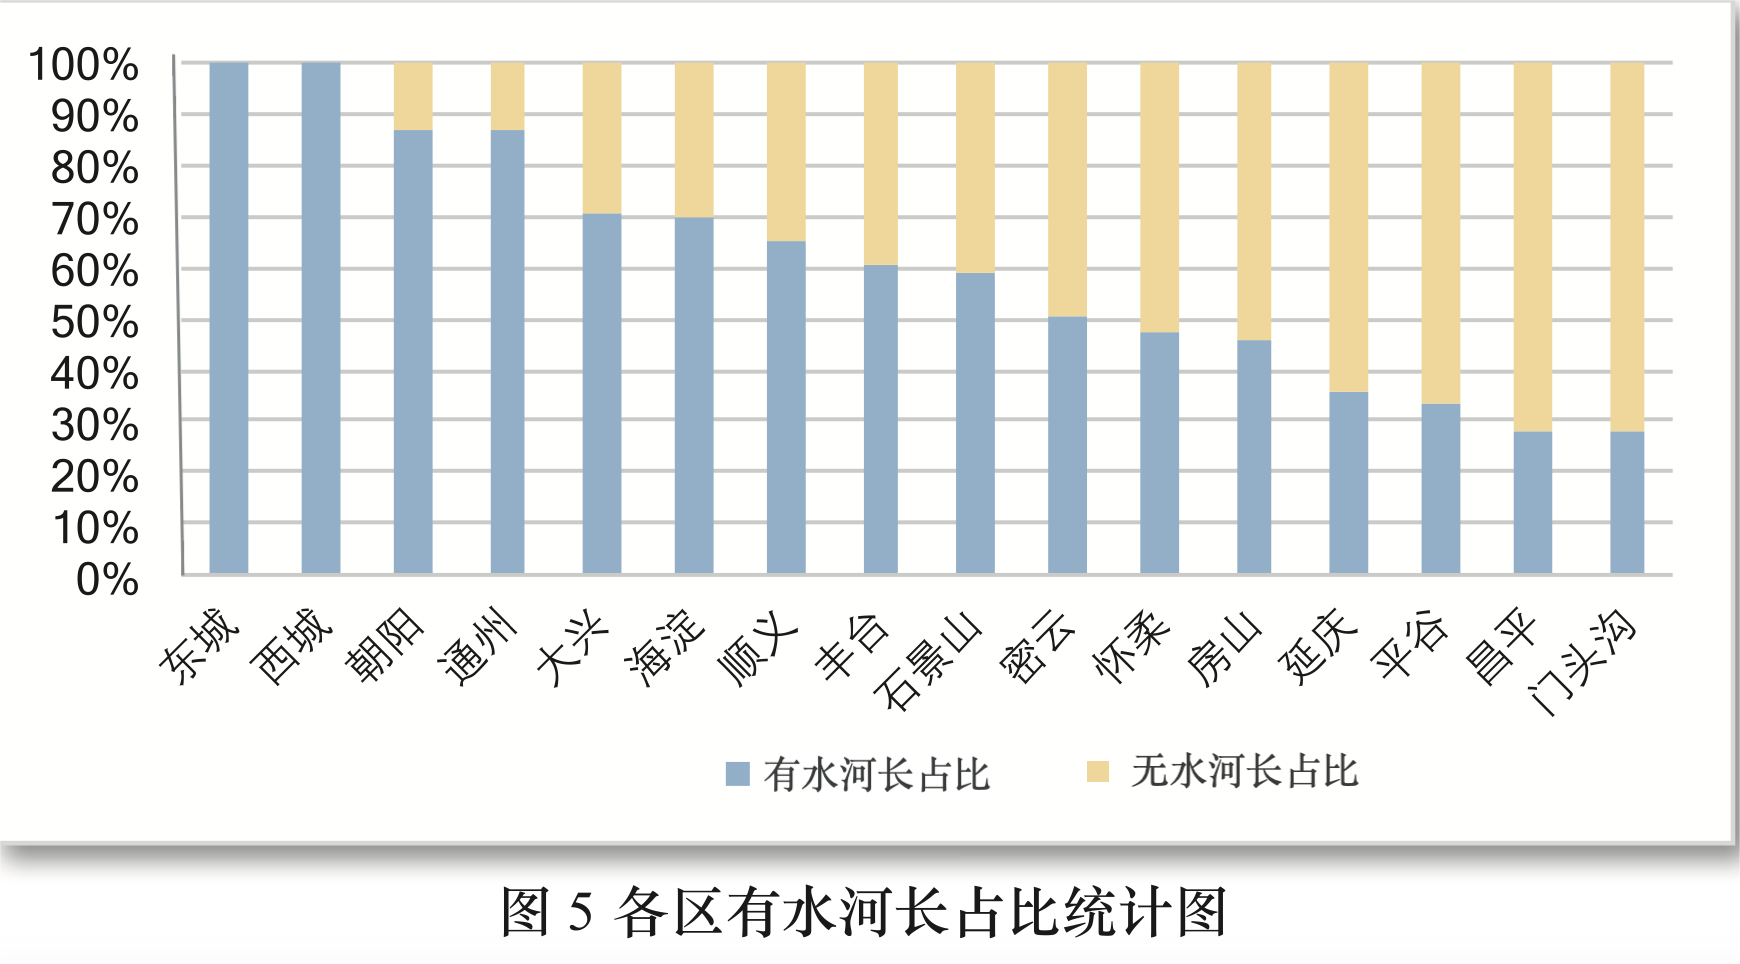 100%
90%
80%
70%
60%
50%
40%
30%
20%
10%
0%
东城
西城
朝阳
通州
大兴
海淀
顺义
丰台
石景山
密云
怀柔
房山
延庆
平谷
昌平
门头沟
有水河长占比
无水河长占比
图 5 各区有水河长占比统计图